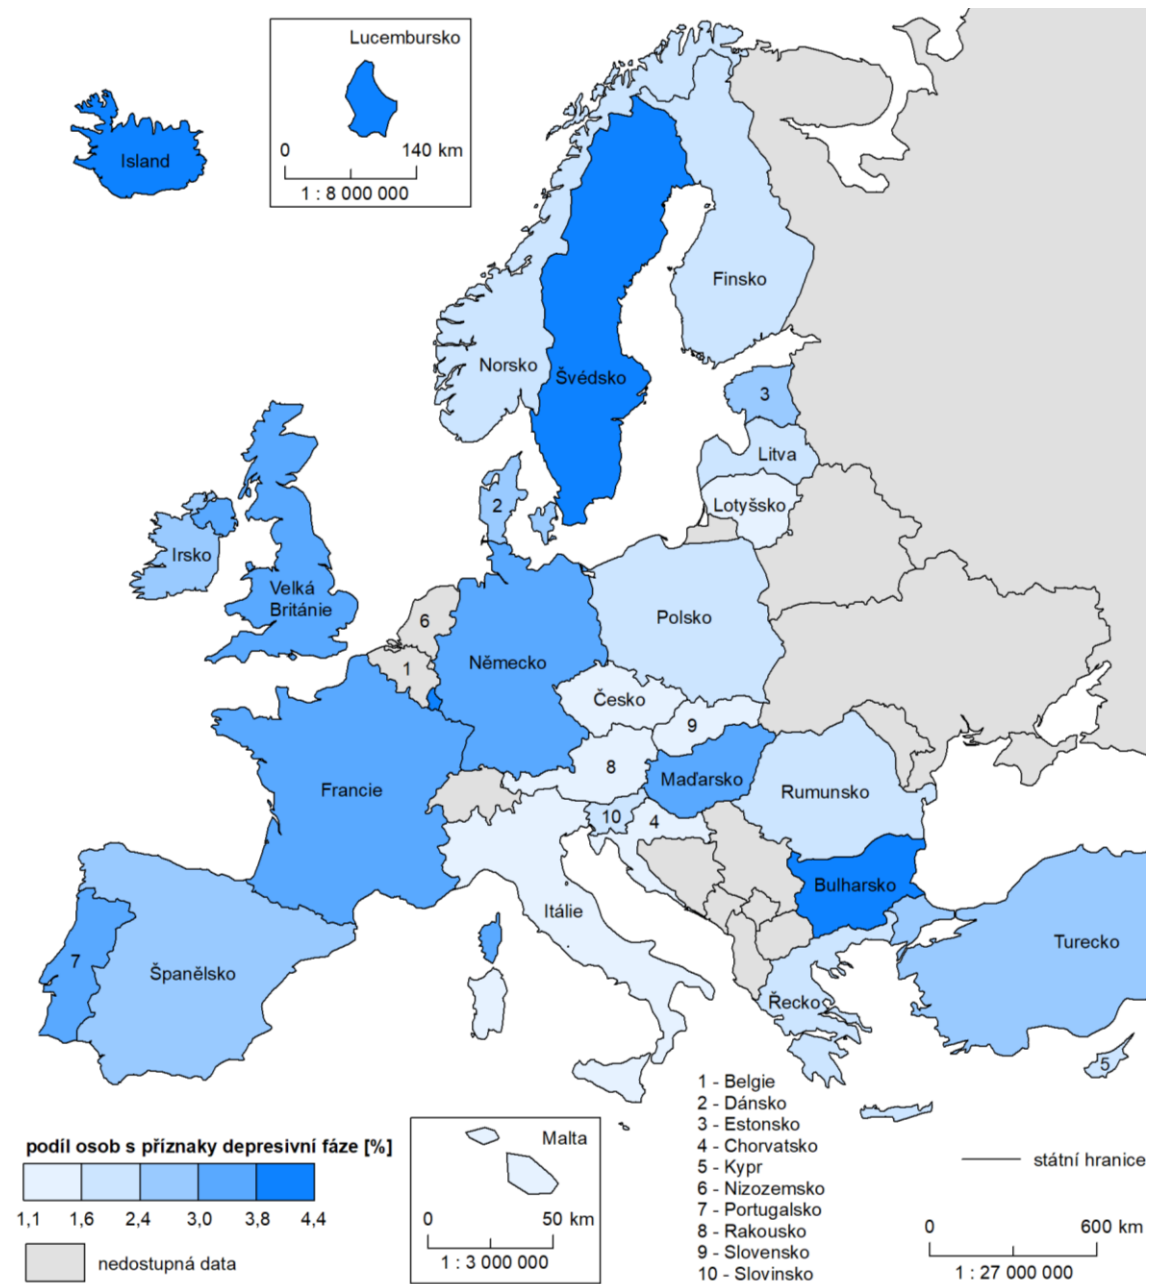 Lucembursko
0
140 km
1 : 8 000 000
Island
Finsko
Norsko
Švédsko
3
Litva
Lotyšsko
2
Irsko
Velká
Británie
6
Polsko
1
Německo
Česko
9
8
Maďarsko
Francie
Rumunsko
10
4
Bulharsko
Itálie
Turecko
7
Španělsko
Řecko
5
1 - Belgie
2 - Dánsko
3 - Estonsko
4 - Chorvatsko
5 - Kypr
6 - Nizozemsko
7 - Portugalsko
8 - Rakousko
9 - Slovensko
10 - Slovinsko
Malta
0
50 km
1 : 3 000 000
podíl osob s příznaky depresivní fáze [%]
1,1 1,6 2,4 3,0 3,8 4,4
nedostupná data
státní hranice
0
600 km
1 : 27 000 000